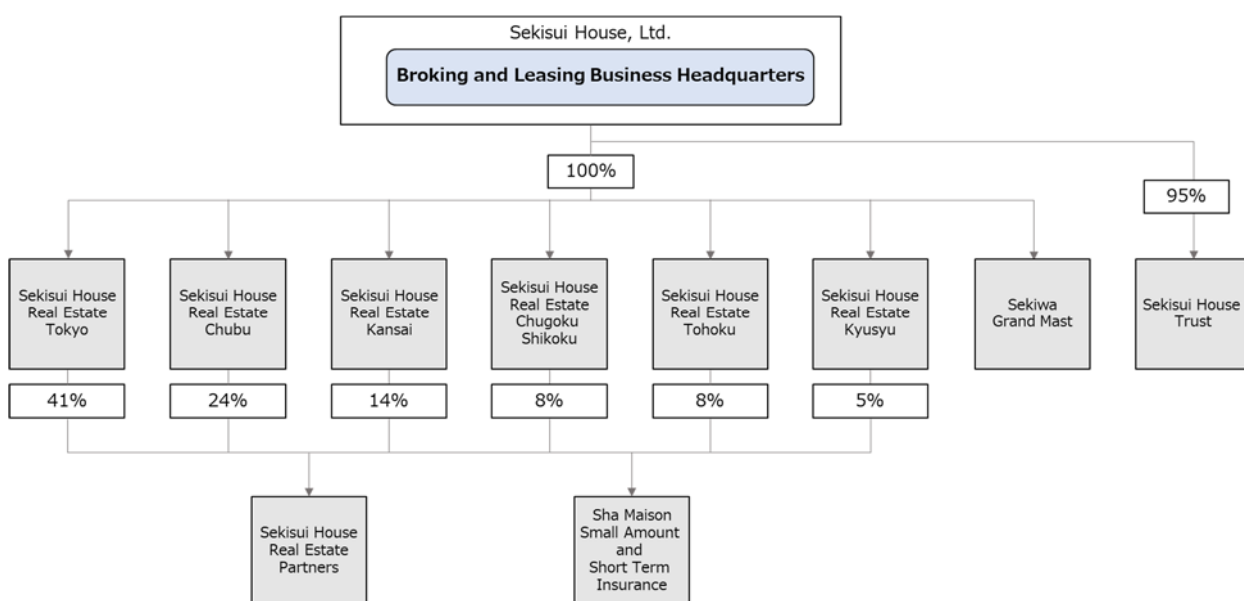 Sekisui House, Ltd.
Broking and Leasing Business Headquarters
100%
95%
Sekisui House
Real Estate
Tokyo
Sekisui House
Real Estate
Chubu
Sekisui House
Real Estate
Kansai
Sekisui House
Real Estate
Chugoku
Shikoku
Sekisui House
Real Estate
Tohoku
Sekisui House
Real Estate
Kyusyu
Sekiwa
Grand Mast
Sekisui House
Trust
41%
24%
14%
8%
8%
5%
Sekisui House
Real Estate
Partners
Sha Maison
Small Amount
and
Short Term
Insurance